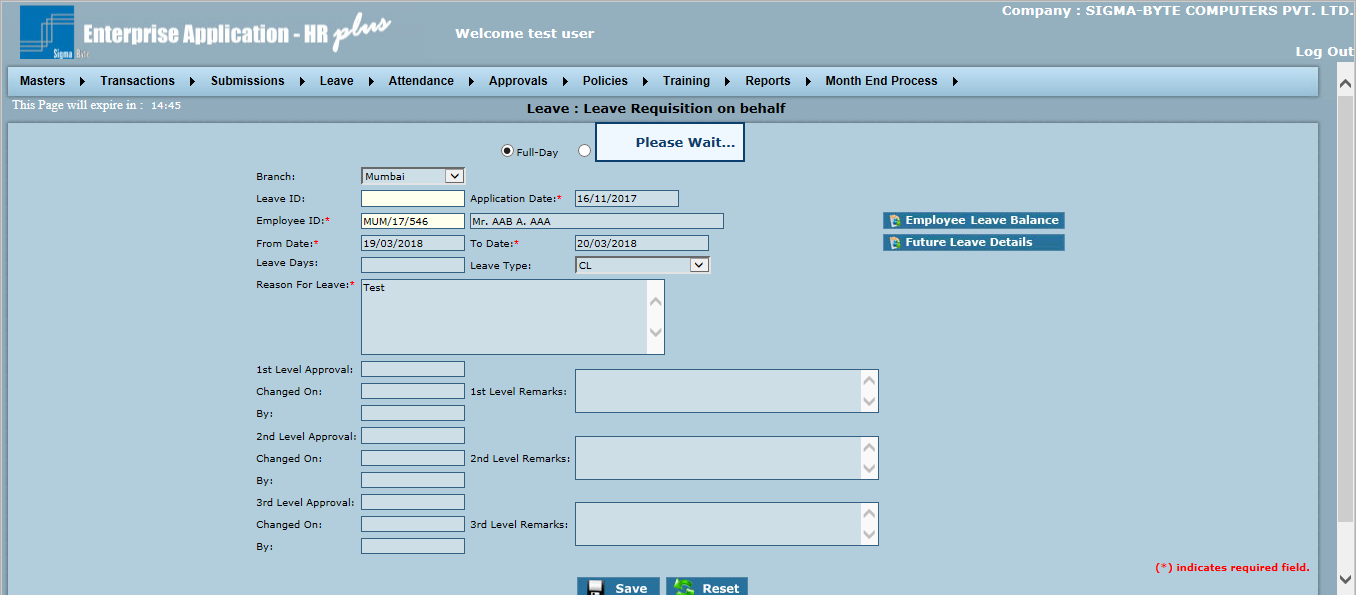 Company : SIGMA-BYTE COMPUTERS PVT. LTD.
Enterprise Application - HR plus
Sigma Byte
Welcome test user
Log Out
Masters Transactions Submissions Leave Attendance Approvals Policies Training Reports Month End Process
This Page will expire in : 14:45
Leave : Leave Requisition on behalf
Full-Day
Please Wait...
Branch: Mumbai
Leave ID: Application Date:* 16/11/2017
Employee ID:* MUM/17/546 Mr. AAB A. AAA Employee Leave Balance
From Date:* 19/03/2018 To Date:* 20/03/2018 Future Leave Details
Leave Days: Leave Type: CL
Reason For Leave:* Test
1st Level Approval:
Changed On: 1st Level Remarks:
By:
2nd Level Approval:
Changed On: 2nd Level Remarks:
By:
3rd Level Approval:
Changed On: 3rd Level Remarks:
By:
(*) indicates required field.
Save Reset